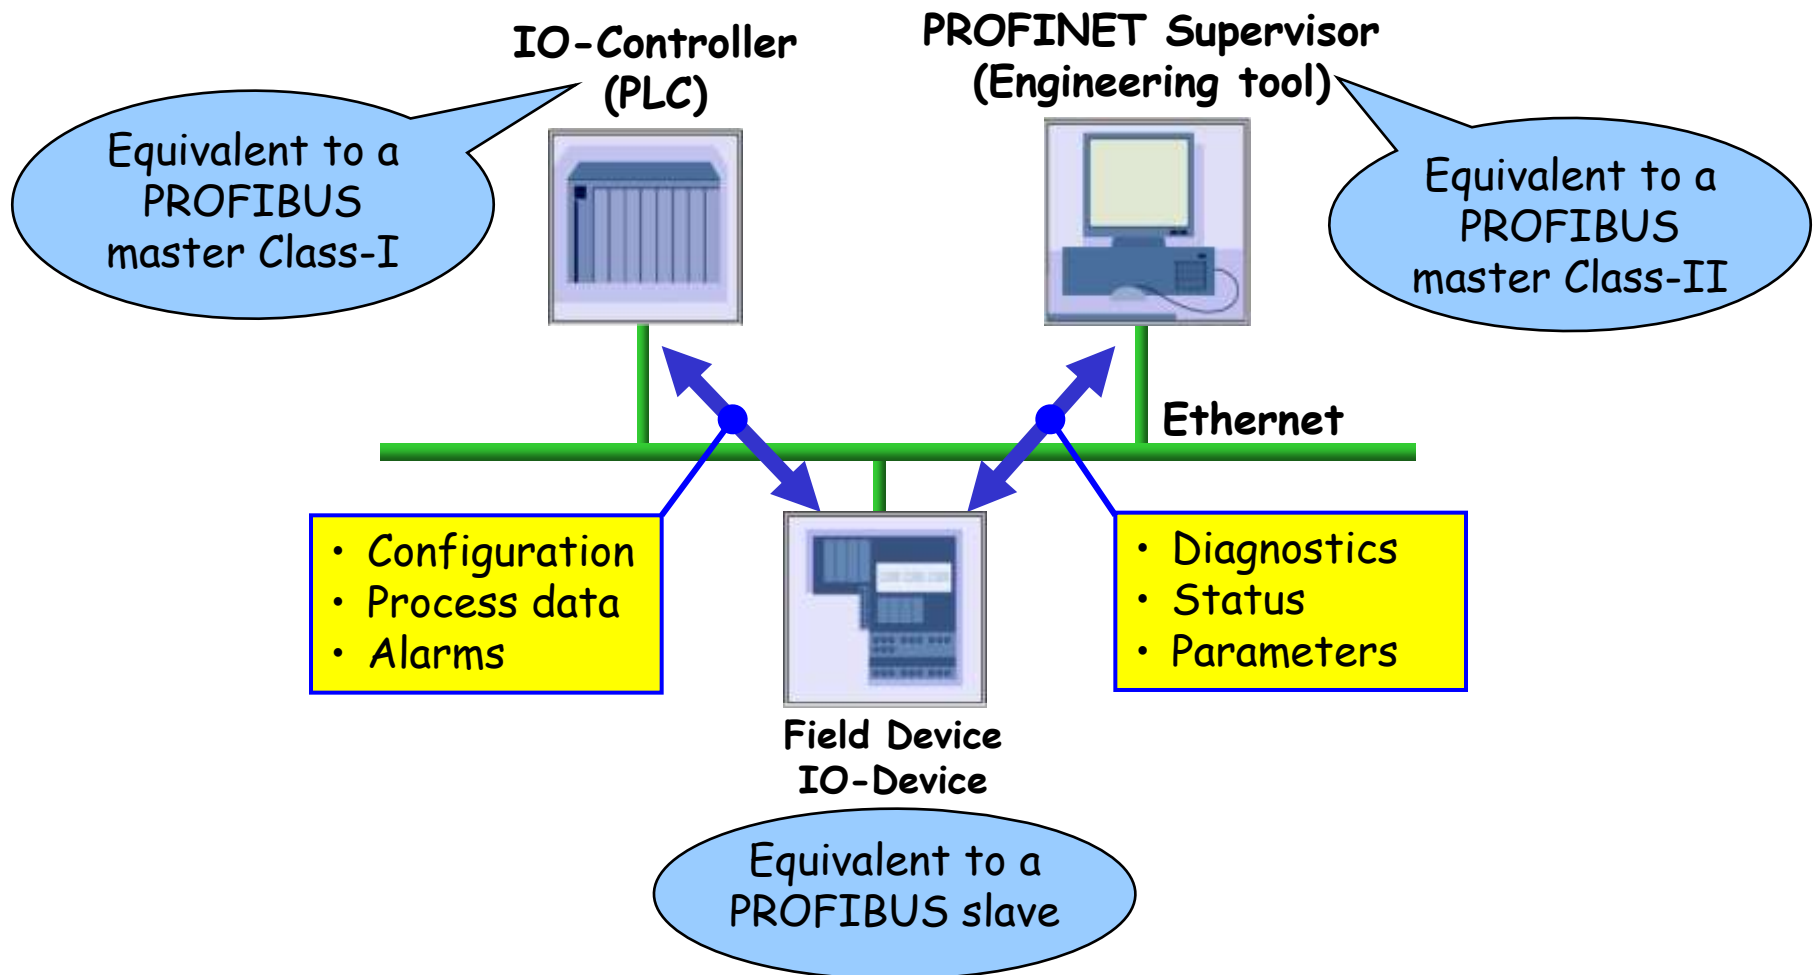 IO-Controller
(PLC)
PROFINET Supervisor
(Engineering tool)
Equivalent to a
PROFIBUS
master Class-I
Equivalent to a
PROFIBUS
master Class-II
Ethernet
• Configuration
• Process data
• Alarms
• Diagnostics
• Status
• Parameters
Field Device
IO-Device
Equivalent to a
PROFIBUS slave